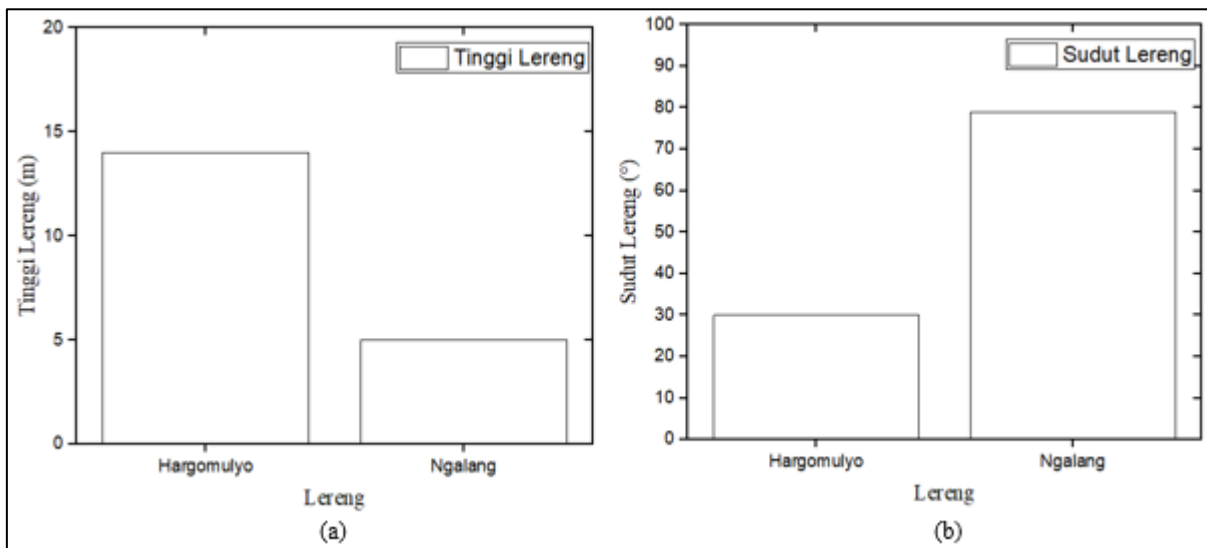 Tinggi Lereng
Tinggi Lereng (m)
20
15
10
5
0
Hargomulyo
Ngalang
Lereng
(a)
Sudut Lereng
Sudut Lereng (°)
100
90
80
70
60
50
40
30
20
10
0
Hargomulyo
Ngalang
Lereng
(b)